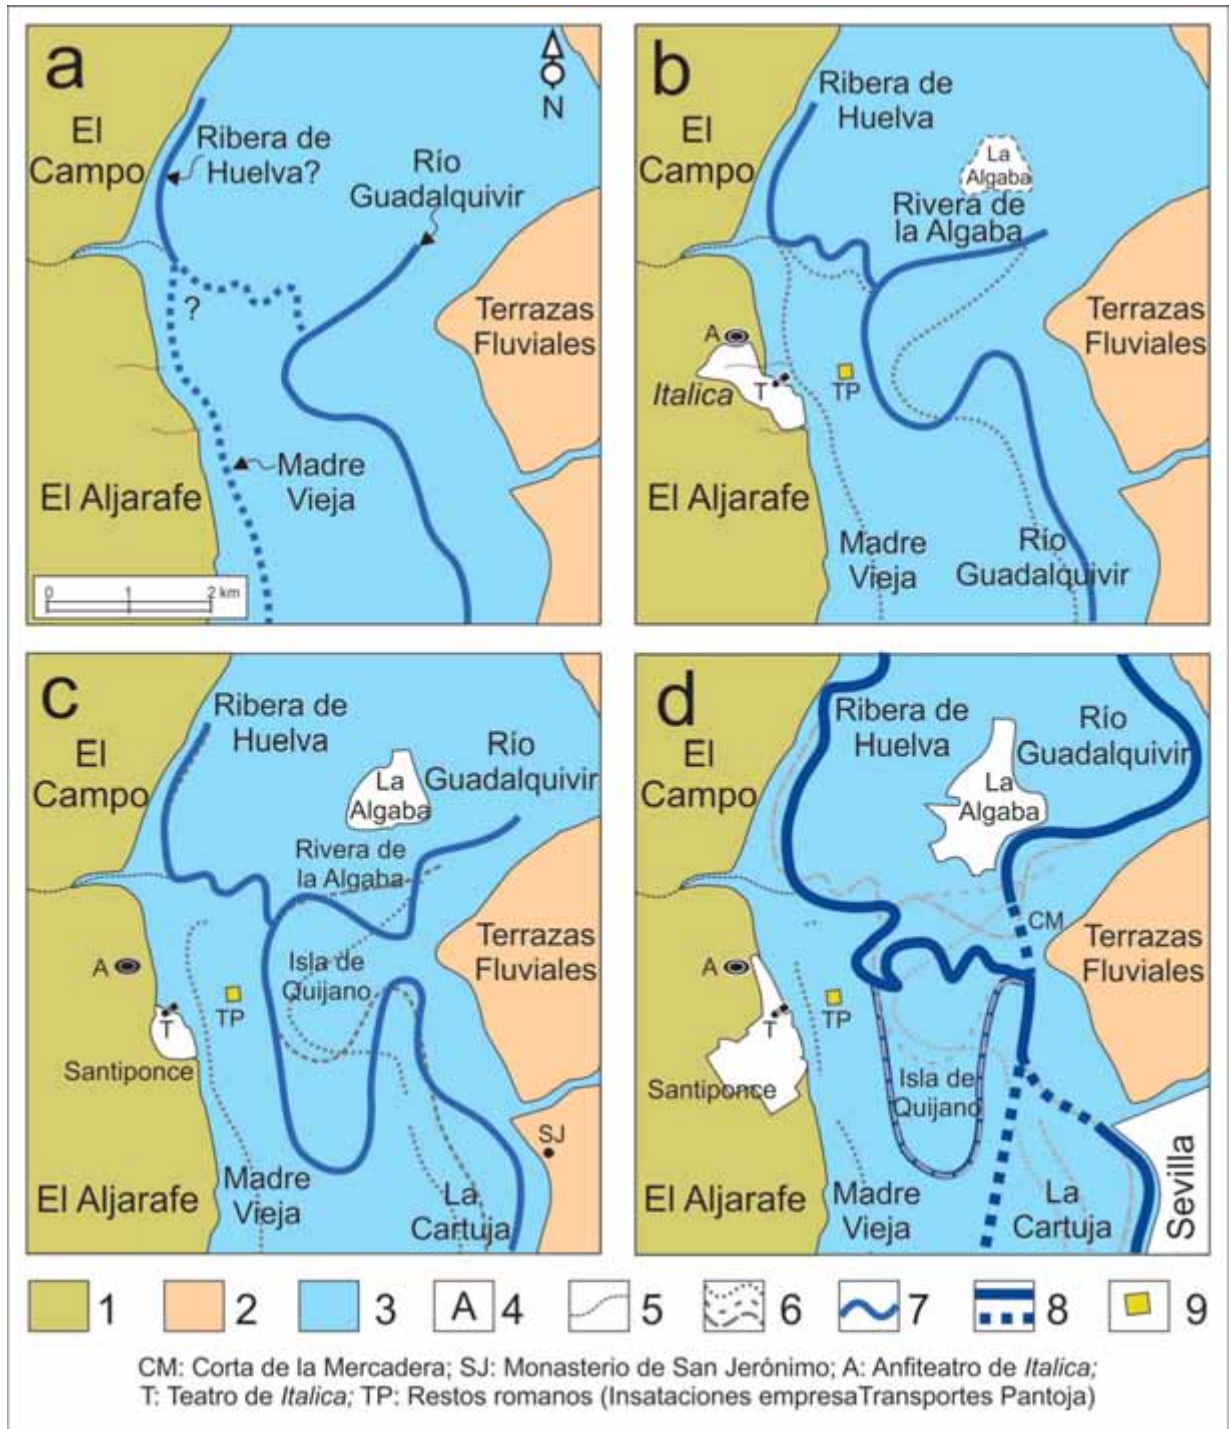 a
N
El
Campo
Ribera de
Huelva?
Río
Guadalquivir
?
Terrazas
Fluviales
Madre
Vieja
El Aljarafe
0 1 2 km
b
El
Campo
Ribera de
Huelva
La
Algaba
Rivera de
la Algaba
Terrazas
Fluviales
A
T
TP
Italica
El Aljarafe
Madre
Vieja
Río
Guadalquivir
c
El
Campo
Ribera de
Huelva
Río
Guadalquivir
La
Algaba
Rivera de
la Algaba
Terrazas
Fluviales
A
Isla de
Quijano
T
TP
Santiponce
SJ
El Aljarafe
Madre
Vieja
La
Cartuja
d
El
Campo
Ribera de
Huelva
Río
Guadalquivir
La
Algaba
CM
Terrazas
Fluviales
A
T
TP
Santiponce
Isla de
Quijano
El Aljarafe
Madre
Vieja
La
Cartuja
Sevilla
1 2 3 A 4 5 6 7 8 9
CM: Corta de la Mercadera; SJ: Monasterio de San Jerónimo; A: Anfiteatro de Italica;
T: Teatro de Italica; TP: Restos romanos (Insataciones empresaTransportes Pantoja)